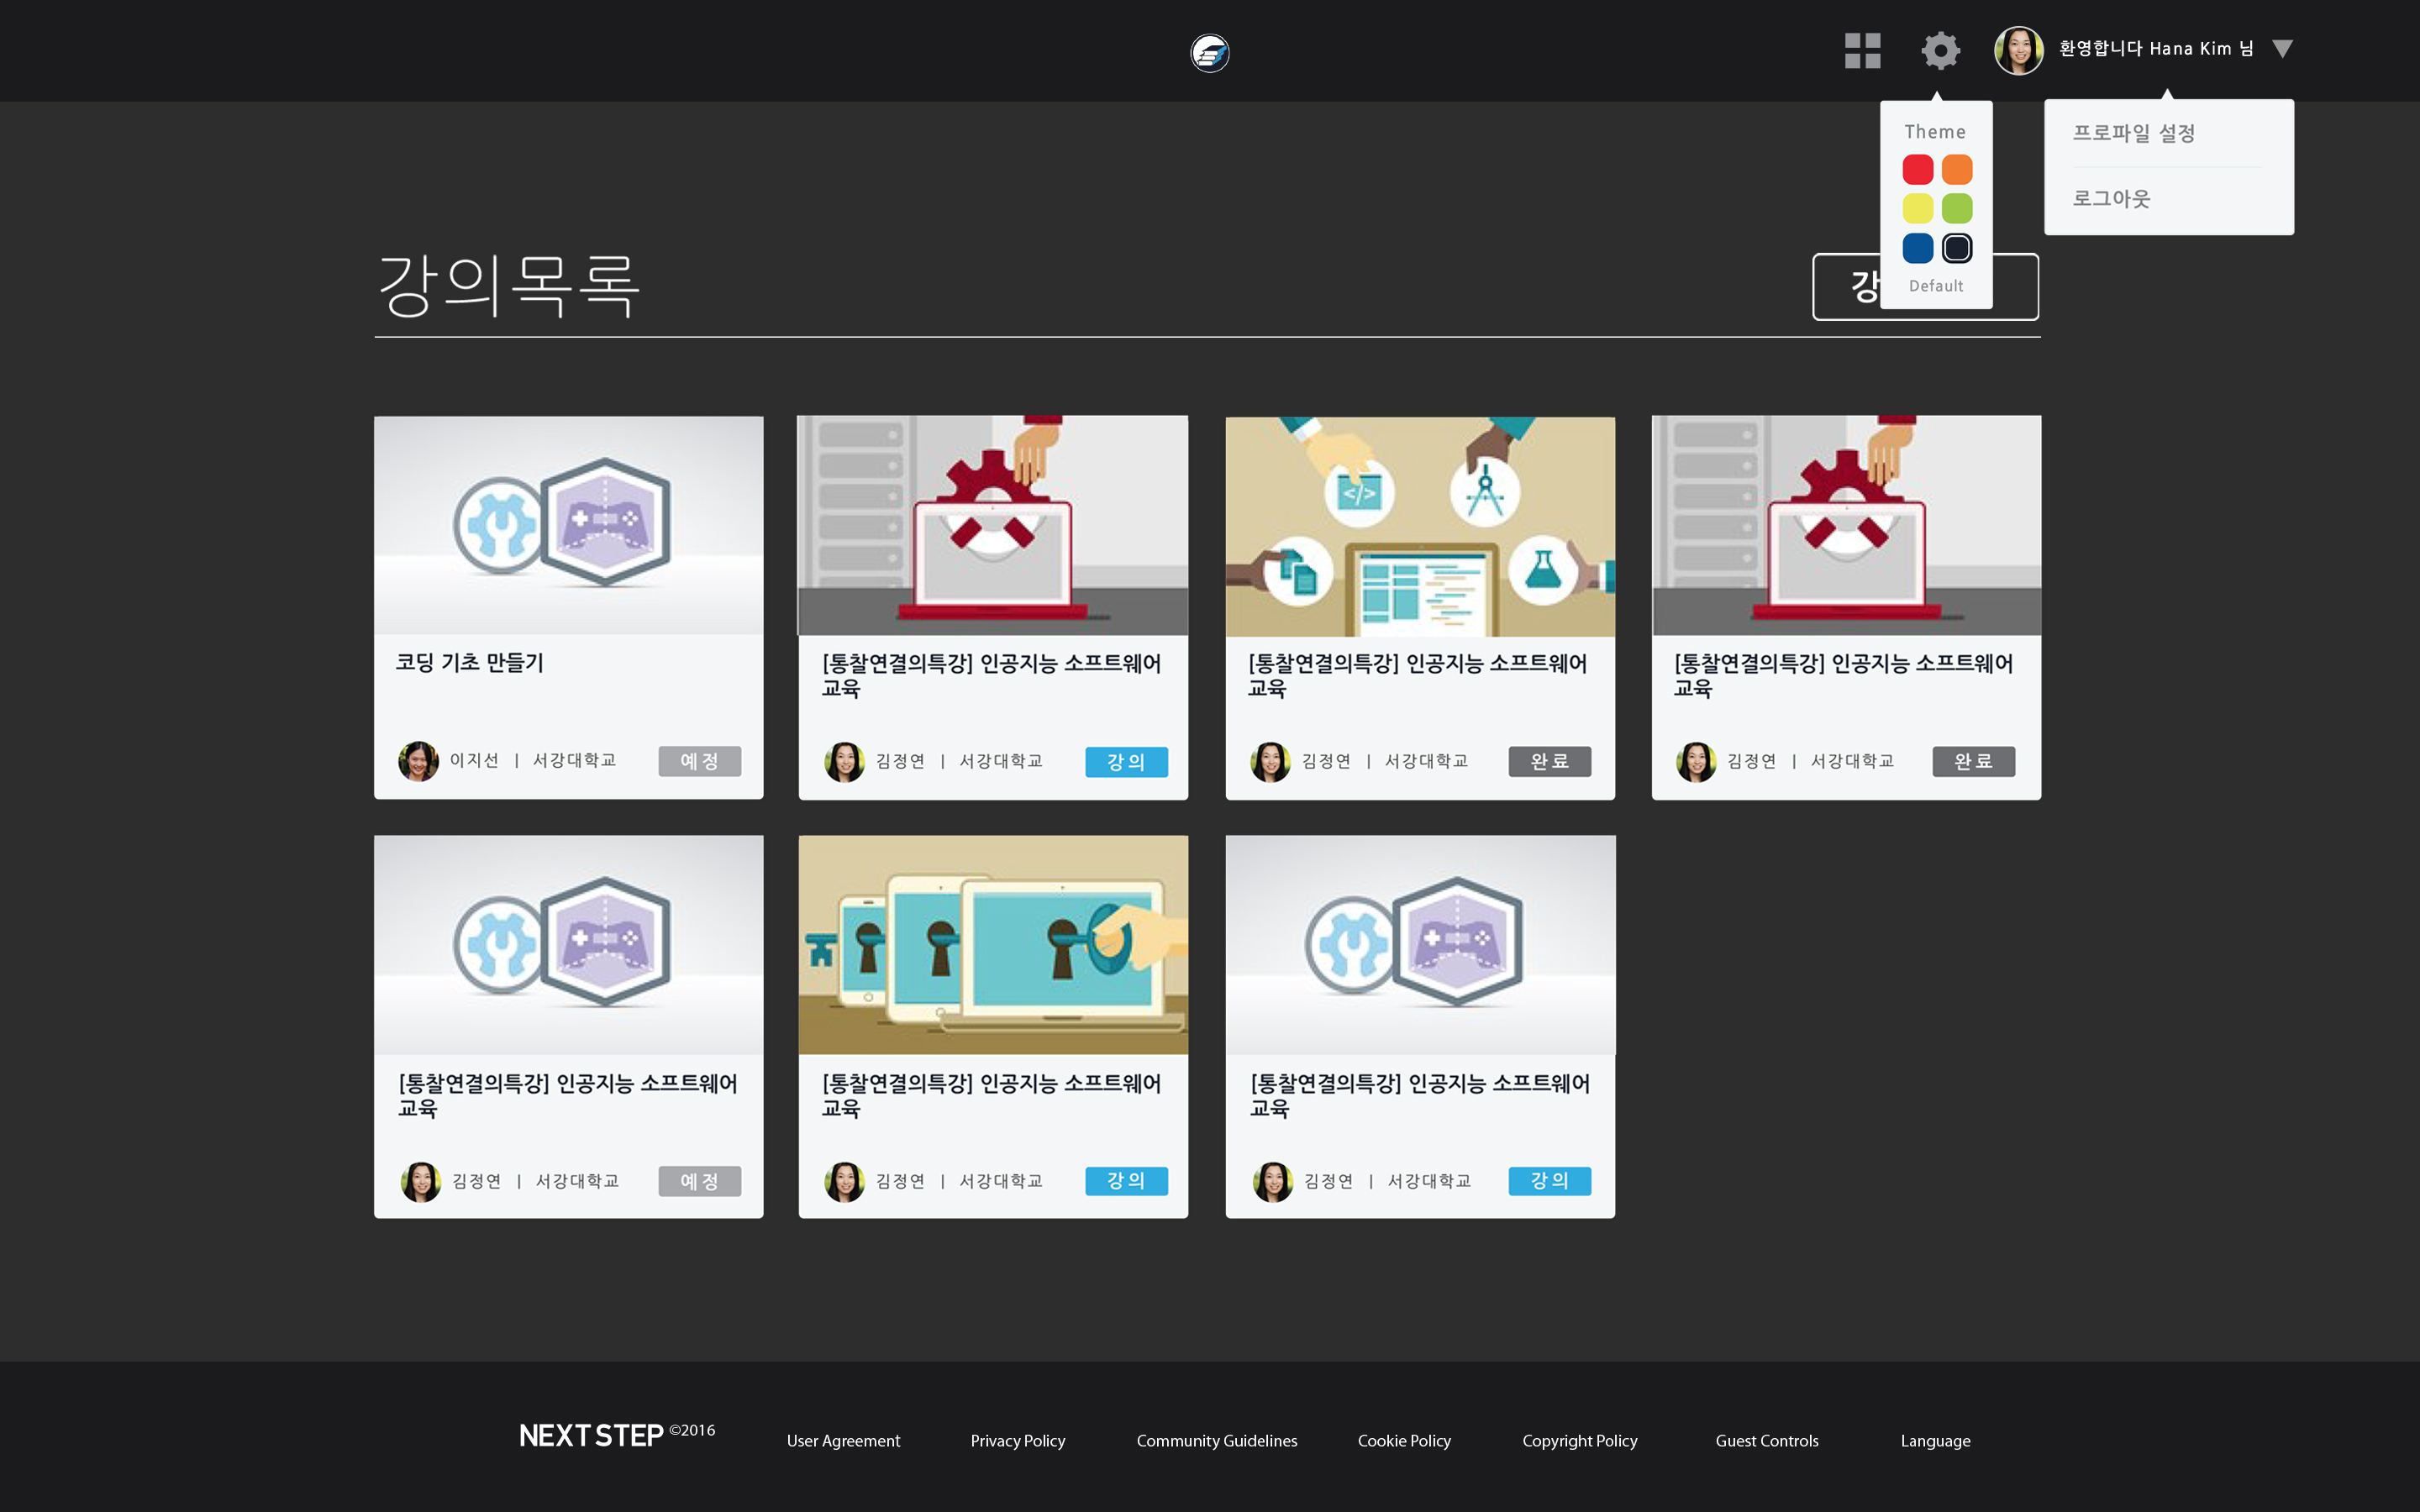 환영합니다 Hana Kim 님
Theme
Default
프로파일 설정
로그아웃
강의목록
강
코딩 기초 만들기
이지선 | 서강대학교
예정
[통찰연결의특강] 인공지능 소프트웨어
교육
김정연 | 서강대학교
강의
[통찰연결의특강] 인공지능 소프트웨어
교육
김정연 | 서강대학교
완료
[통찰연결의특강] 인공지능 소프트웨어
교육
김정연 | 서강대학교
완료
[통찰연결의특강] 인공지능 소프트웨어
교육
김정연 | 서강대학교
예정
[통찰연결의특강] 인공지능 소프트웨어
교육
김정연 | 서강대학교
강의
[통찰연결의특강] 인공지능 소프트웨어
교육
김정연 | 서강대학교
강의
NEXT STEP ©2016
User Agreement
Privacy Policy
Community Guidelines
Cookie Policy
Copyright Policy
Guest Controls
Language